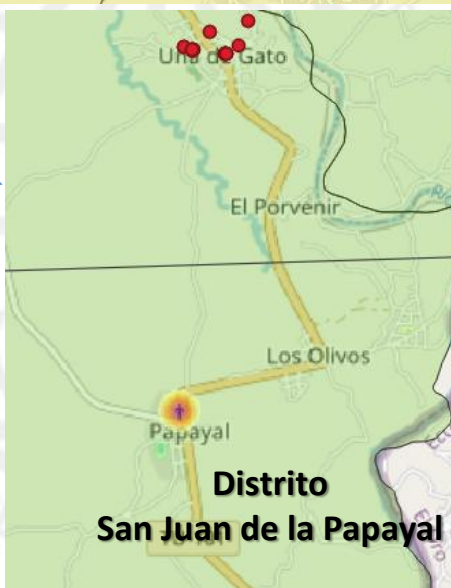 Uña de Gato
El Porvenir
Los Olivos
Papayal
Distrito
San Juan de la Papayal